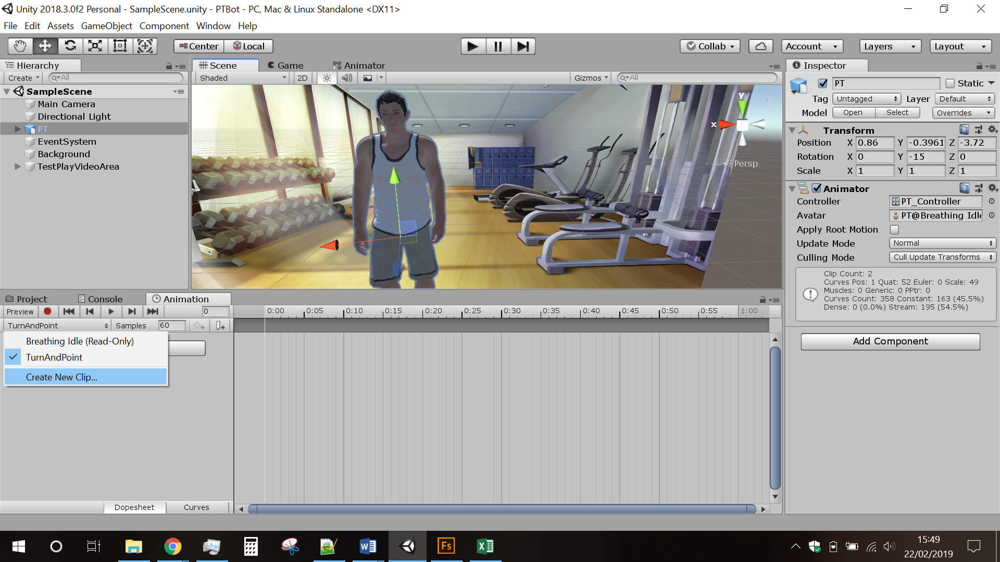 Unity 2018.3.0f2 Personal - SampleScene.unity - PTBot - PC, Mac & Linux Standalone <DX11>
File Edit Assets GameObject Component Window Help
Center Local Collab Account Layers Layout
Hierarchy
Create All
SampleScene
Main Camera
Directional Light
PT
EventSystem
Background
TestPlayVideoArea
Scene Game Animator
Shaded 2D Gizmos All
y
x
Persp
Inspector
PT Static
Tag Untagged Layer Default
Model Open Select Overrides
Transform
Position X 0.86 Y -0.3961 Z -3.72
Rotation X 0 Y -15 Z 0
Scale X 1 Y 1 Z 1
Animator
Controller PT_Controller
Avatar PT@Breathing Idle
Apply Root Motion
Update Mode Normal
Culling Mode Cull Update Transforms
Clip Count: 2
Curves Pos: 1 Quat: 52 Euler: 0 Scale: 49
Muscles: 0 Generic: 0 PPtr: 0
Curves Count: 358 Constant: 163 (45.5%)
Dense: 0 (0.0%) Stream: 195 (54.5%)
Add Component
Project Console Animation
Preview 0 0:00 0:05 0:10 0:15 0:20 0:25 0:30 0:35 0:40 0:45 0:50 0:55 1:00
TurnAndPoint Samples 60
Breathing Idle (Read-Only)
TurnAndPoint
Create New Clip...
Dopesheet Curves
Fs
15:49
22/02/2019